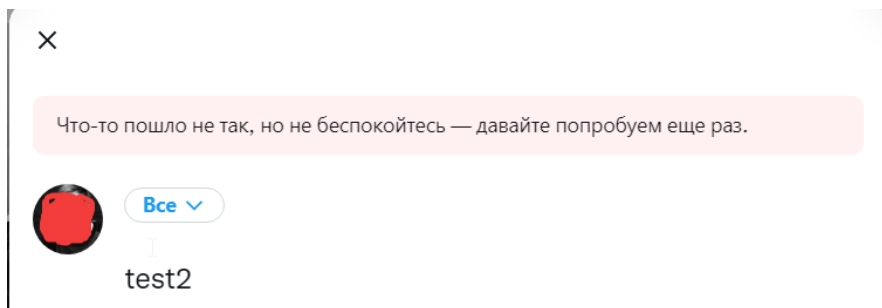 Что-то пошло не так, но не беспокойтесь — давайте попробуем еще раз.
Все
test2